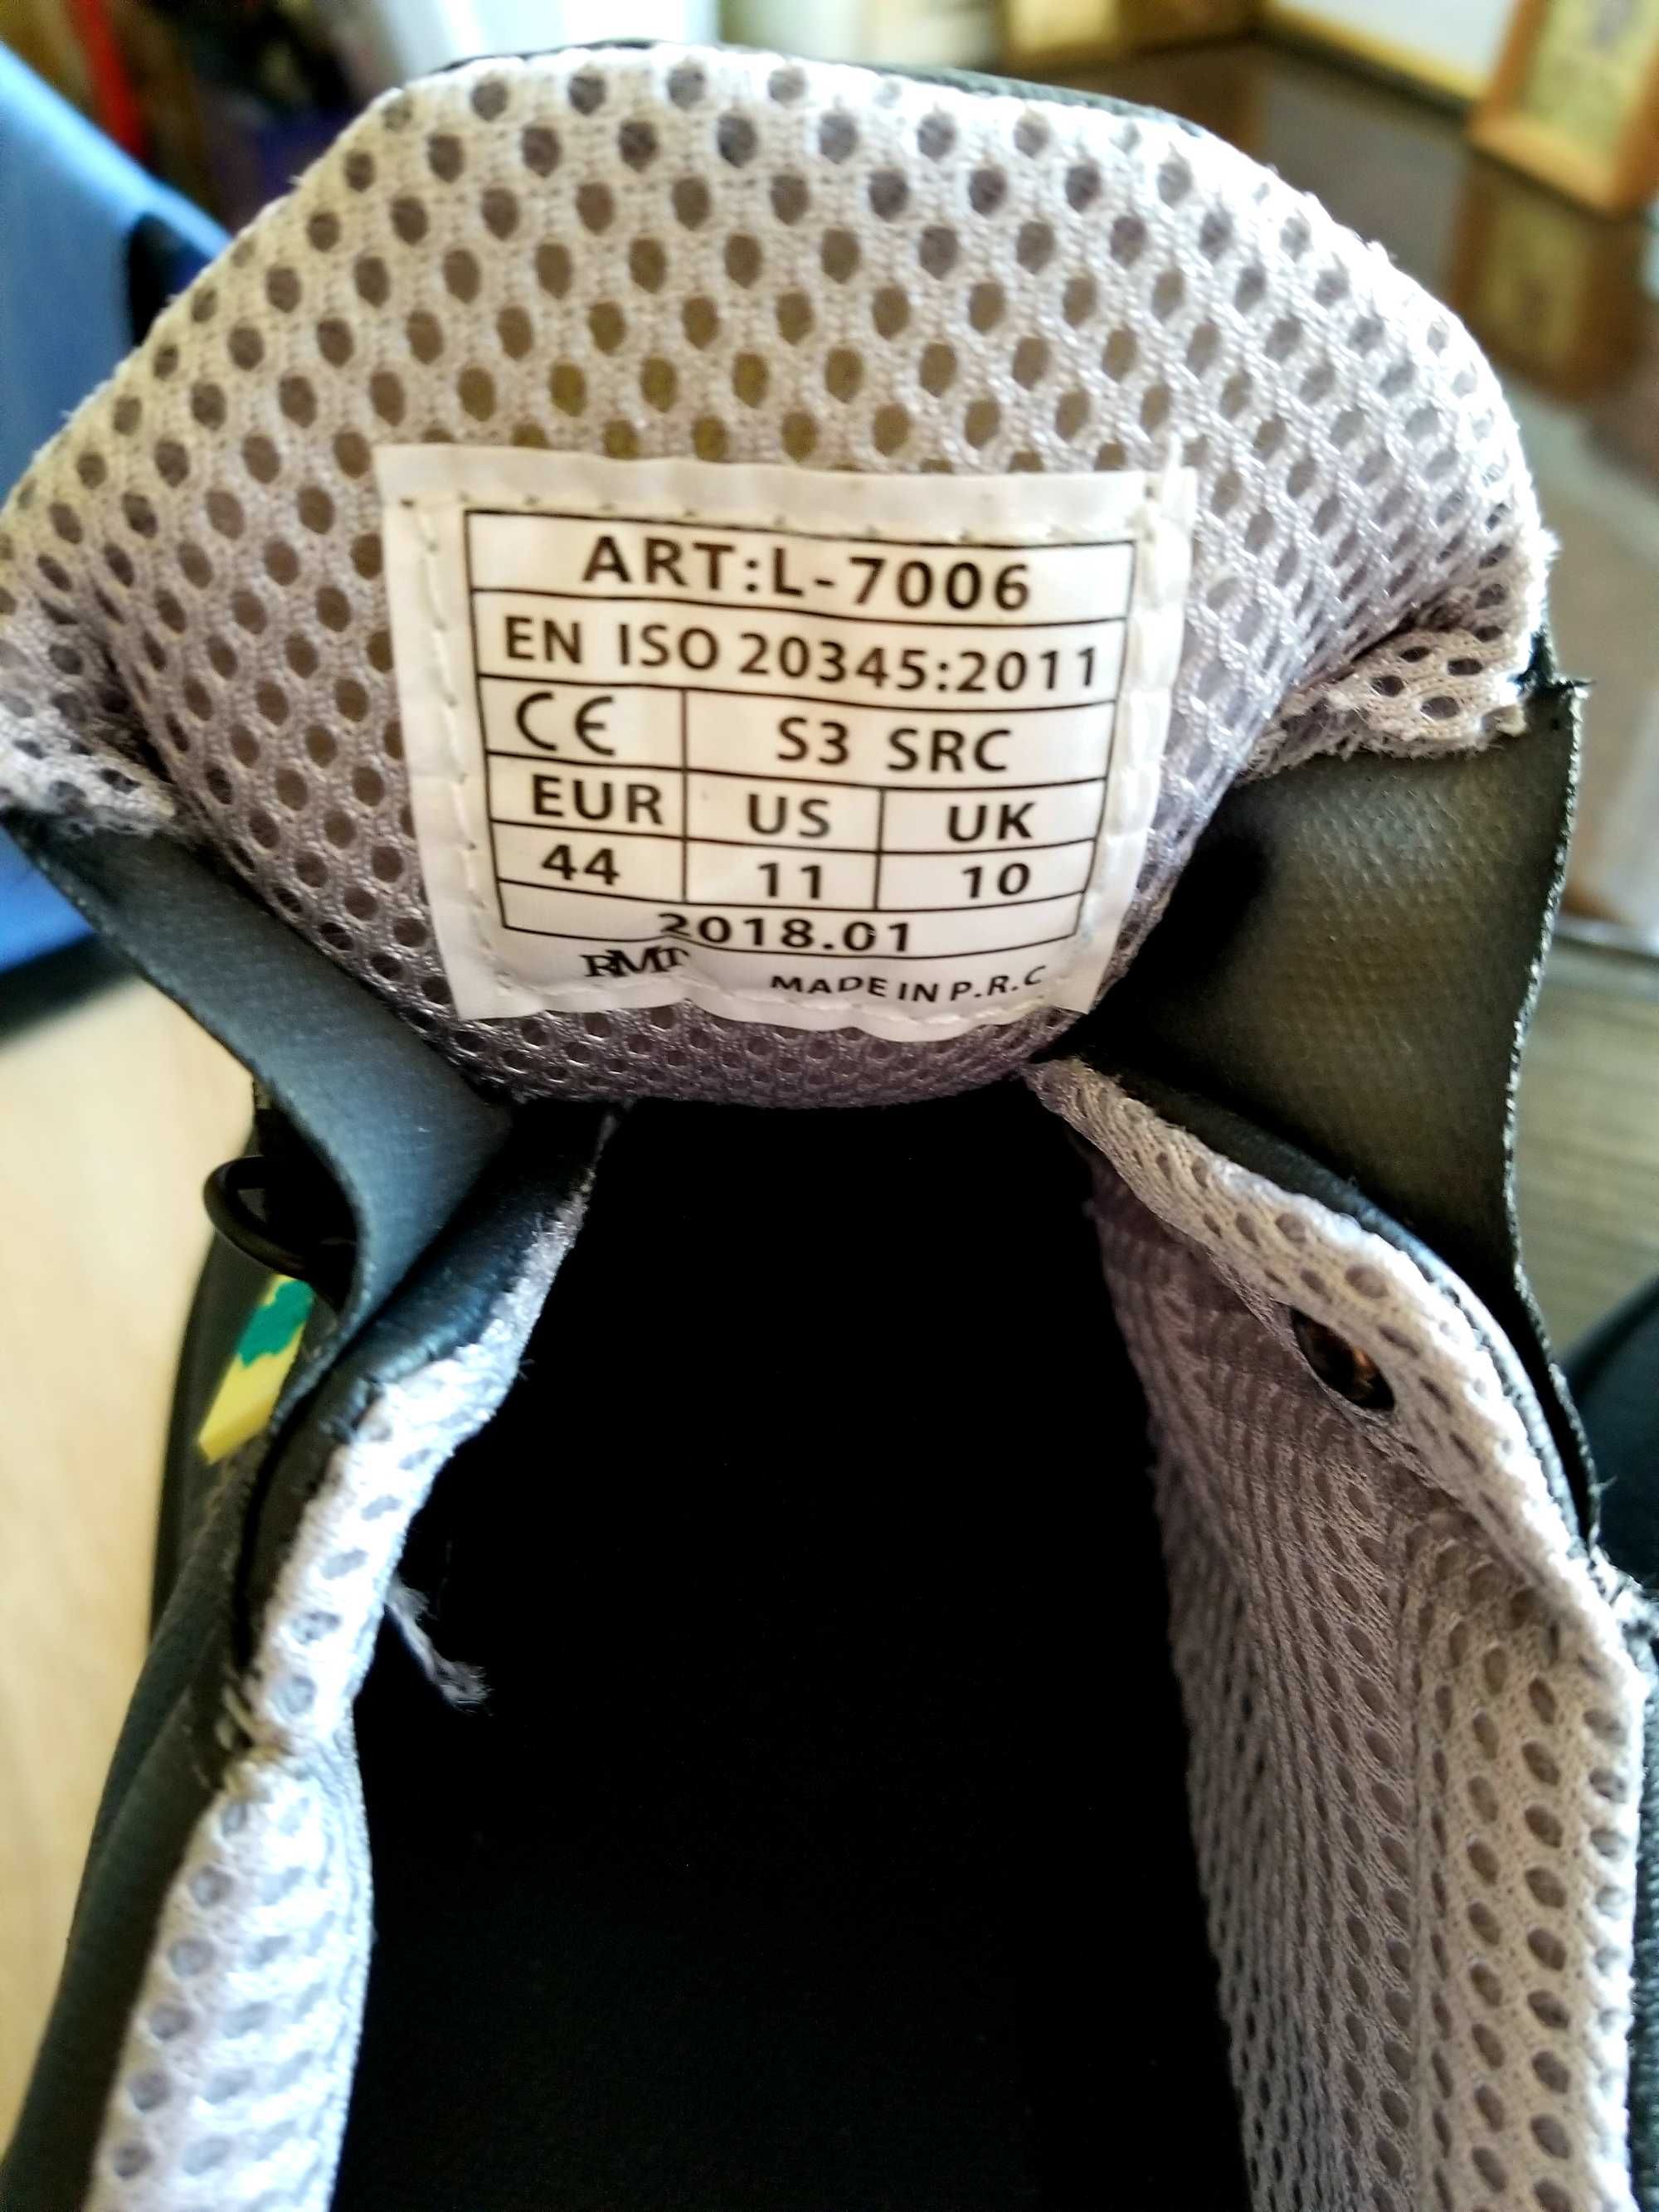 ART:L-7006
EN ISO 20345:2011
CE S3 SRC
EUR US UK
44 11 10
2018.01
MADE IN P.R.C